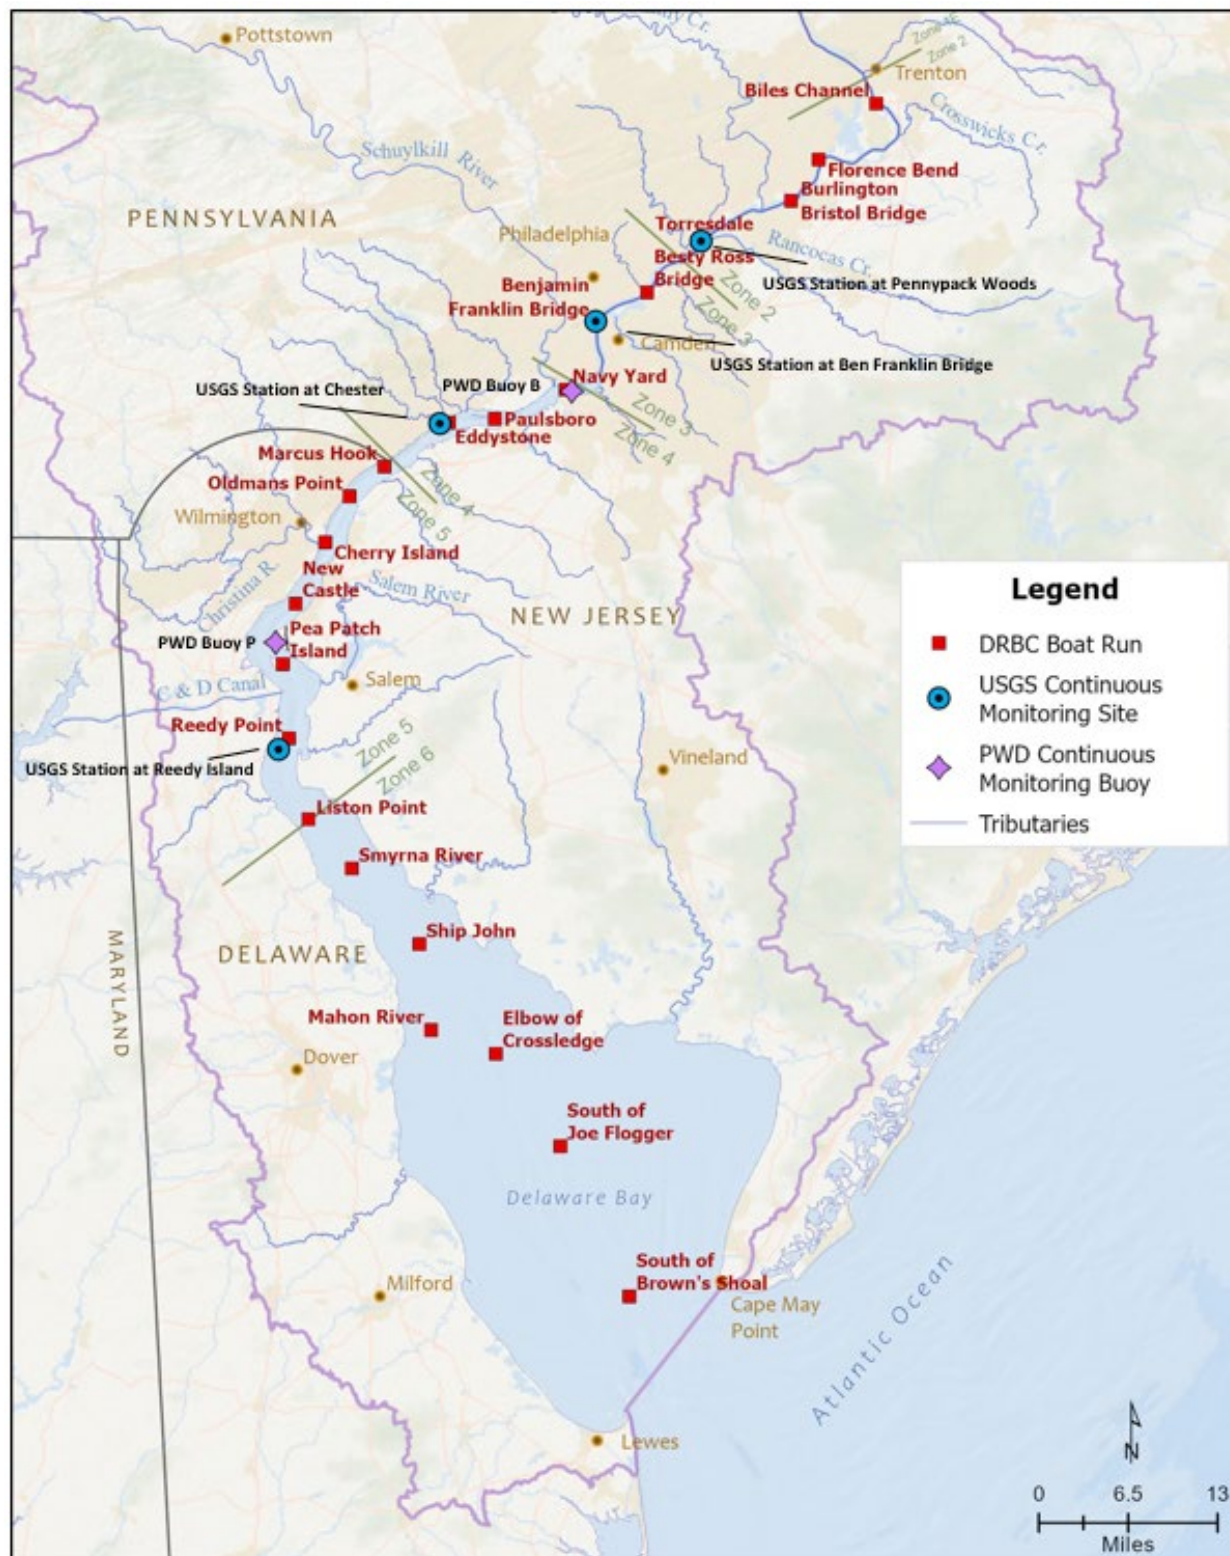 Pottstown
ny Cr.
Zone 1E
Zone 2
Trenton
Biles Channel
Crosswicks Cr.
Schuylkill River
Florence Bend
Burlington
Bristol Bridge
PENNSYLVANIA
Philadelphia
Torresdale
Rancocas Cr.
Besty Ross
Bridge
USGS Station at Pennypack Woods
Benjamin
Franklin Bridge
Zone 2
Zone 3
Camden
USGS Station at Ben Franklin Bridge
USGS Station at Chester
PWD Buoy B
Navy Yard
Zone 3
Zone 4
Paulsboro
Eddystone
Marcus Hook
Oldmans Point
Zone 4
Zone 5
Wilmington
Cherry Island
New
Castle
Christina R.
Salem River
NEW JERSEY
PWD Buoy P
Pea Patch
Island
C & D Canal
Salem
Reedy Point
USGS Station at Reedy Island
Zone 5
Zone 6
Vineland
Liston Point
Smyrna River
Ship John
DELAWARE
MARYLAND
Mahon River
Elbow of
Crossledge
Dover
South of
Joe Flogger
Delaware Bay
South of
Brown's Shoal
Milford
Cape May
Point
Atlantic Ocean
Lewes
Legend
DRBC Boat Run
USGS Continuous
Monitoring Site
PWD Continuous
Monitoring Buoy
Tributaries
N
0 6.5 13
Miles